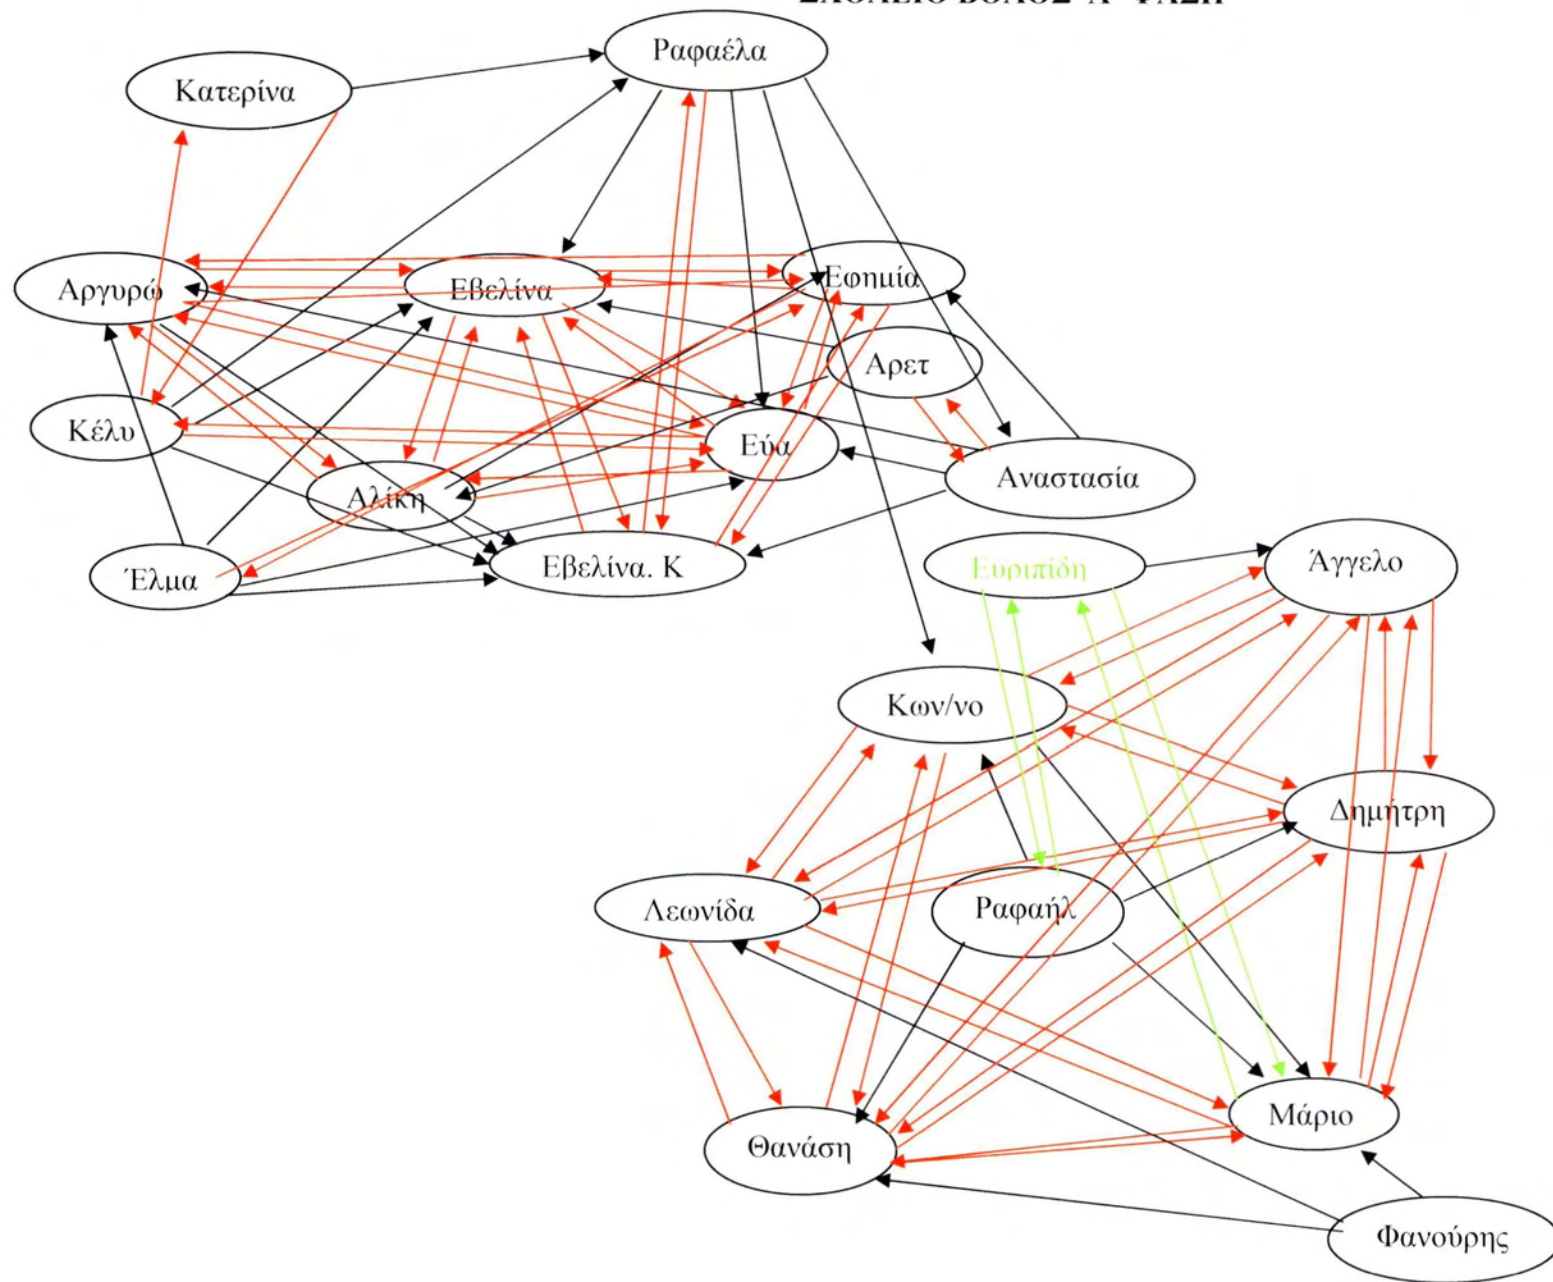 Ραφαέλα
Κατερίνα
Αργυρώ
Εβελίνα
Εφημία
Αρετ
Κέλυ
Εύα
Αναστασία
Αλίκη
Έλμα
Εβελίνα. Κ
Ευριπίδη
Άγγελο
Κων/νο
Δημήτρη
Λεωνίδα
Ραφαήλ
Μάριο
Θανάση
Φανούρης